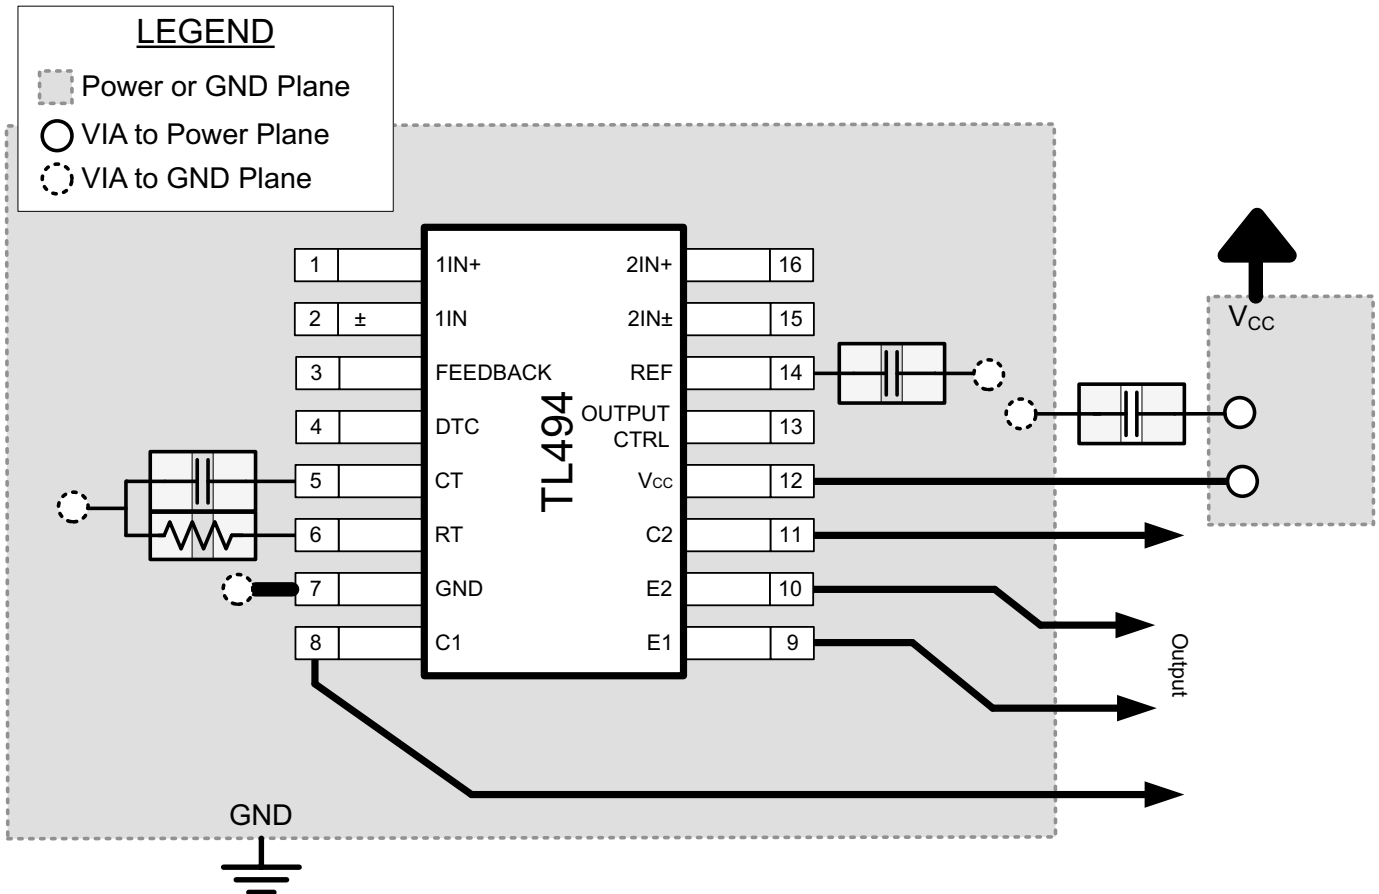 LEGEND
Power or GND Plane
VIA to Power Plane
VIA to GND Plane
1 1IN+ 2IN+ 16
2 ± 1IN 2IN± 15
3 FEEDBACK REF 14
4 DTC OUTPUT CTRL 13
5 CT VCC 12
6 RT C2 11
7 GND E2 10
8 C1 E1 9
TL494
VCC
Output
GND